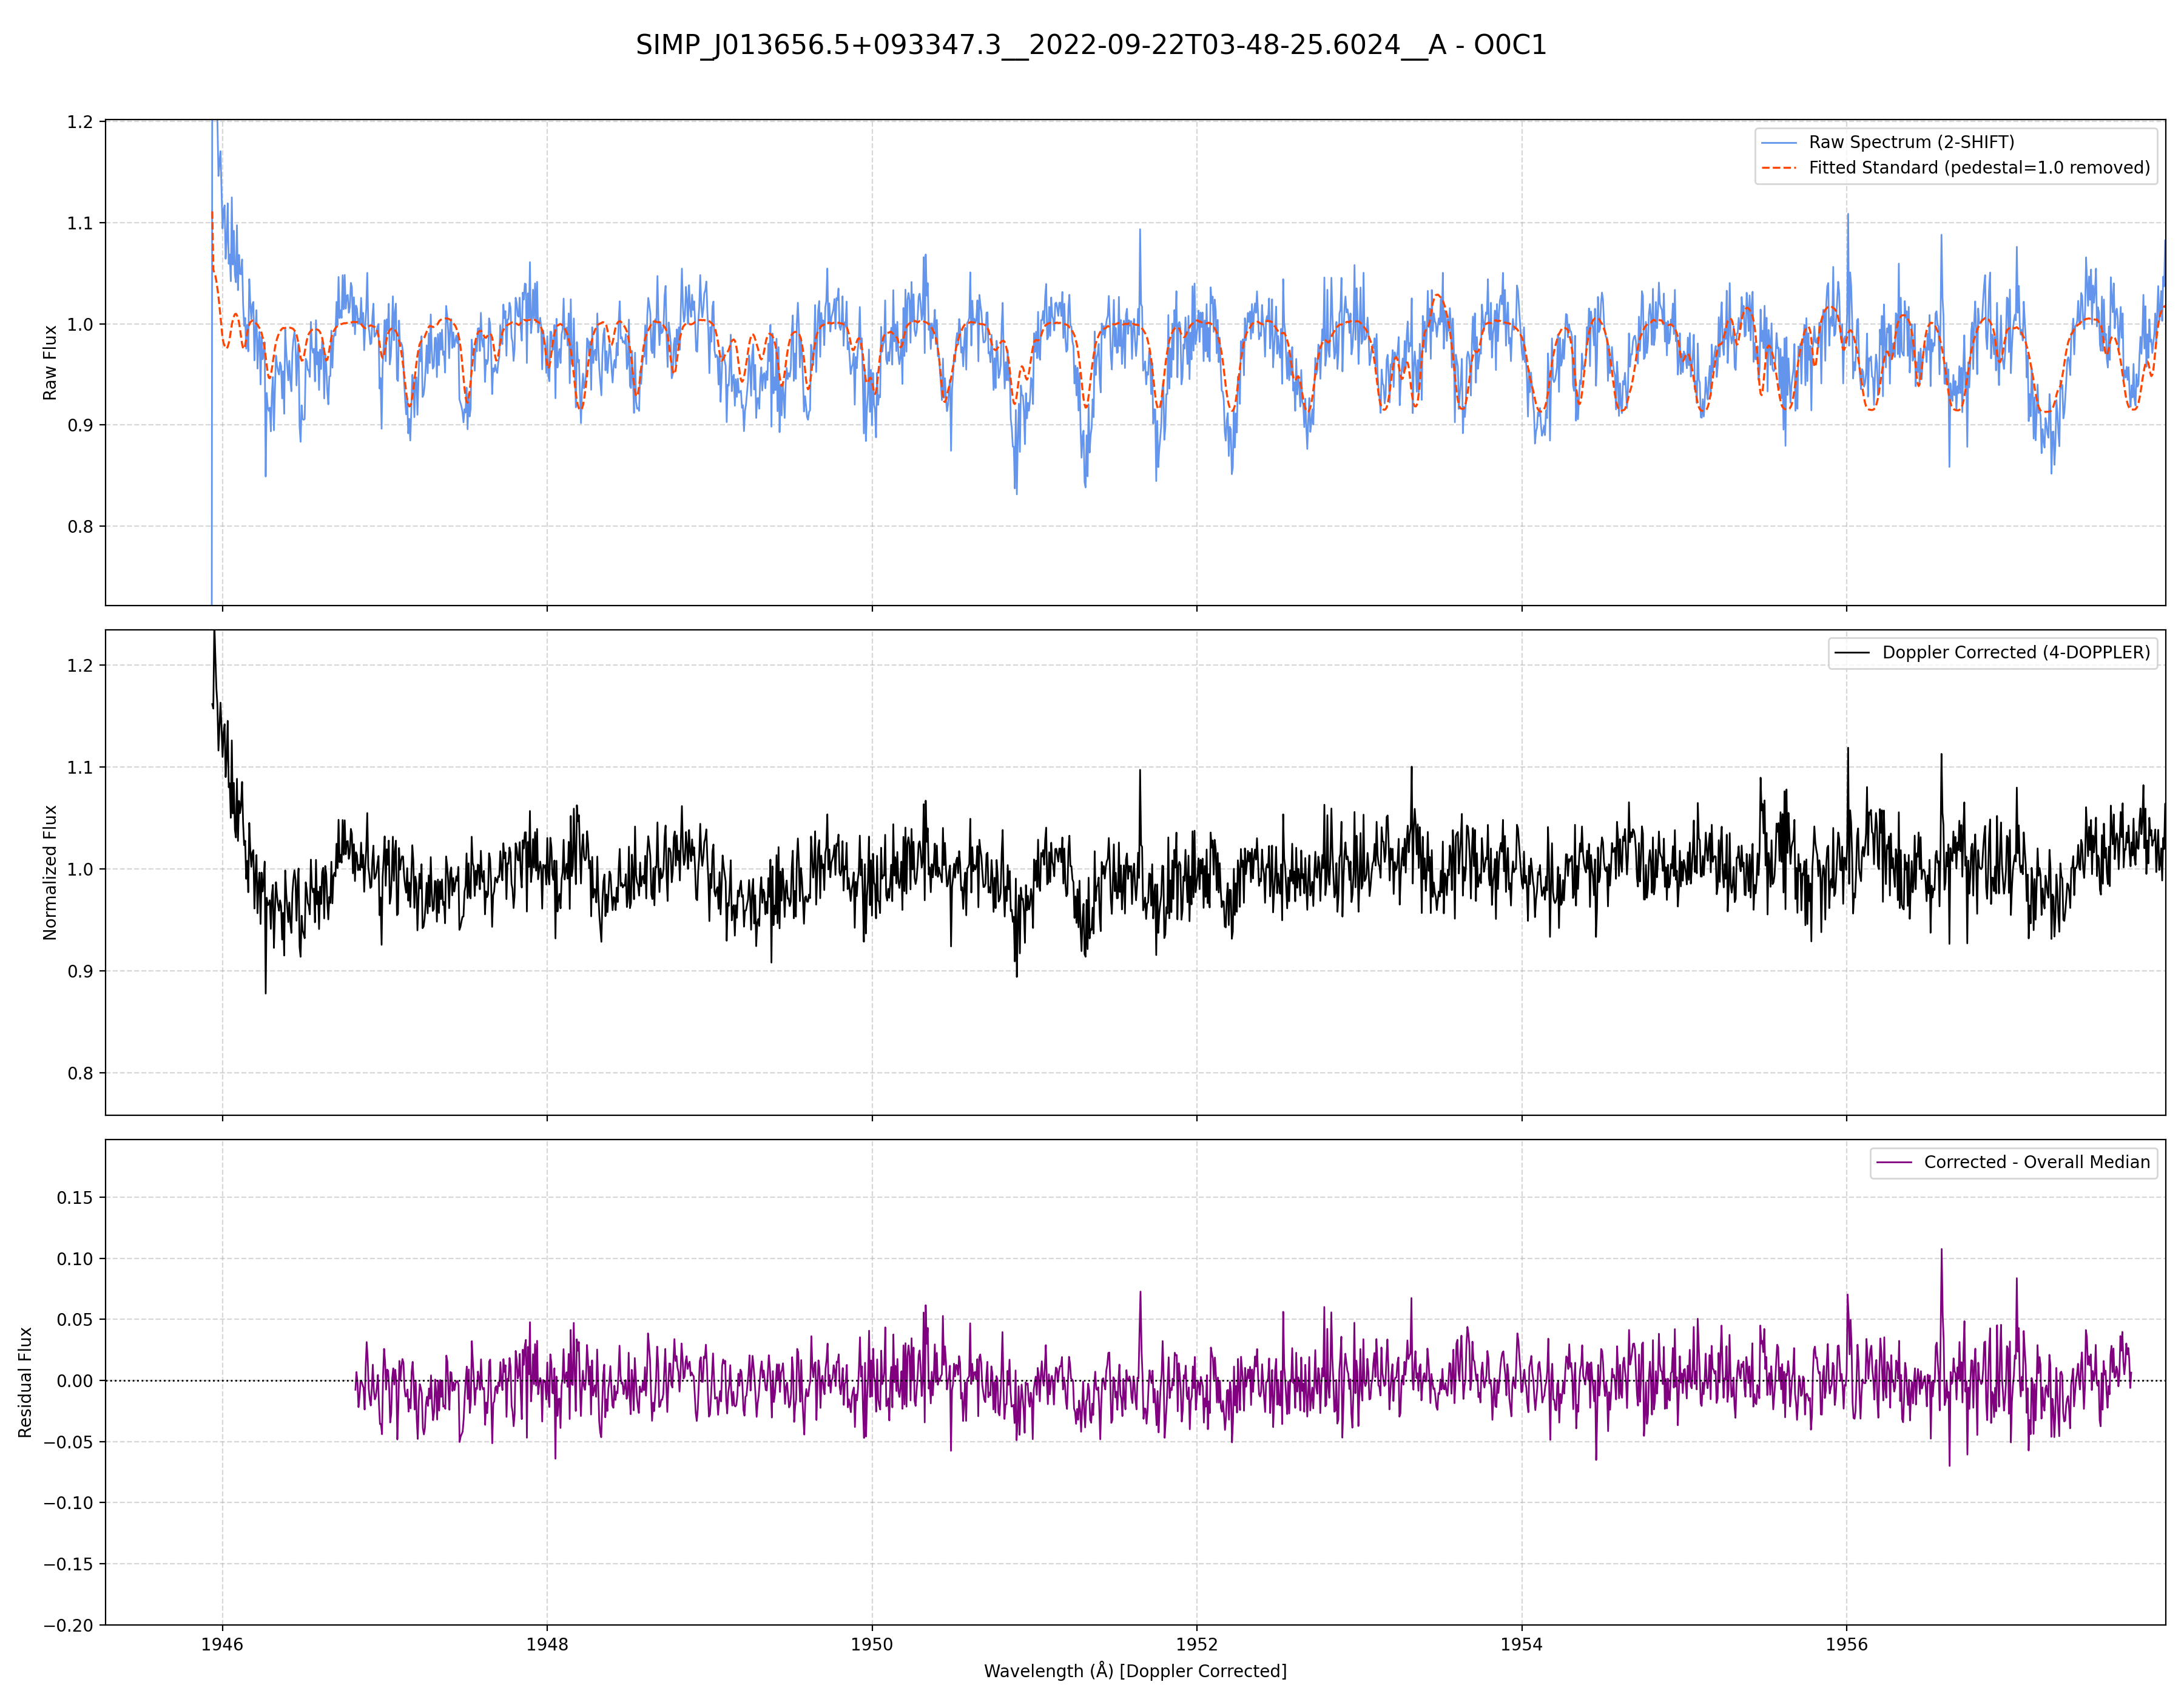 SIMP_J013656.5+093347.3__2022-09-22T03-48-25.6024__A - O0C1
1.2
1.1
1.0
0.9
0.8
Raw Flux
Raw Spectrum (2-SHIFT)
Fitted Standard (pedestal=1.0 removed)
1.2
1.1
1.0
0.9
0.8
Normalized Flux
Doppler Corrected (4-DOPPLER)
0.15
0.10
0.05
0.00
−0.05
−0.10
−0.15
−0.20
Residual Flux
Corrected - Overall Median
1946
1948
1950
1952
1954
1956
Wavelength (Å) [Doppler Corrected]